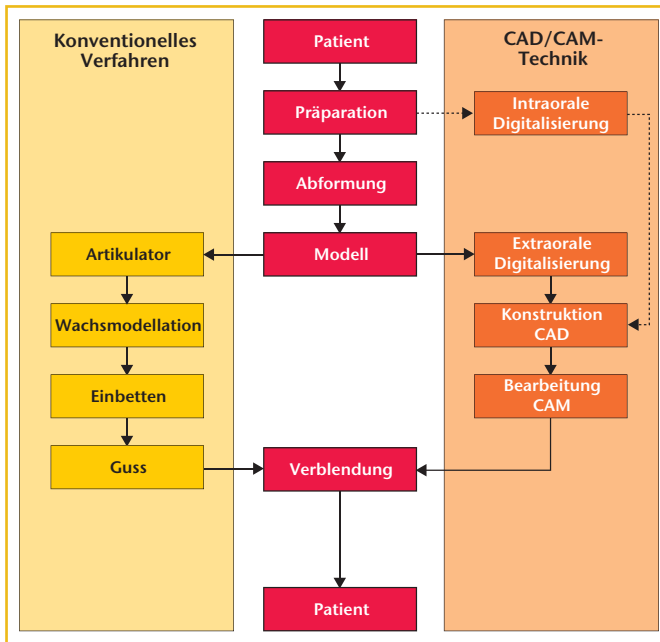 Konventionelles
Verfahren
Patient
CAD/CAM-
Technik
Präparation
Intraorale
Digitalisierung
Abformung
Artikulator
Modell
Extraorale
Digitalisierung
Wachsmodellation
Konstruktion
CAD
Einbetten
Bearbeitung
CAM
Guss
Verblendung
Patient